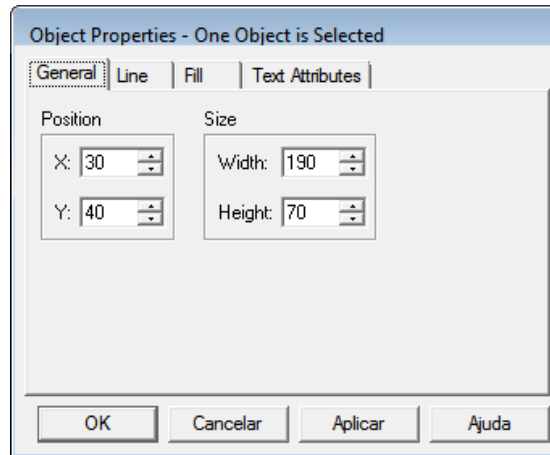 Object Properties - One Object is Selected
General Line Fill Text Attributes
Position Size
X: 30 Width: 190
Y: 40 Height: 70
OK Cancelar Aplicar Ajuda